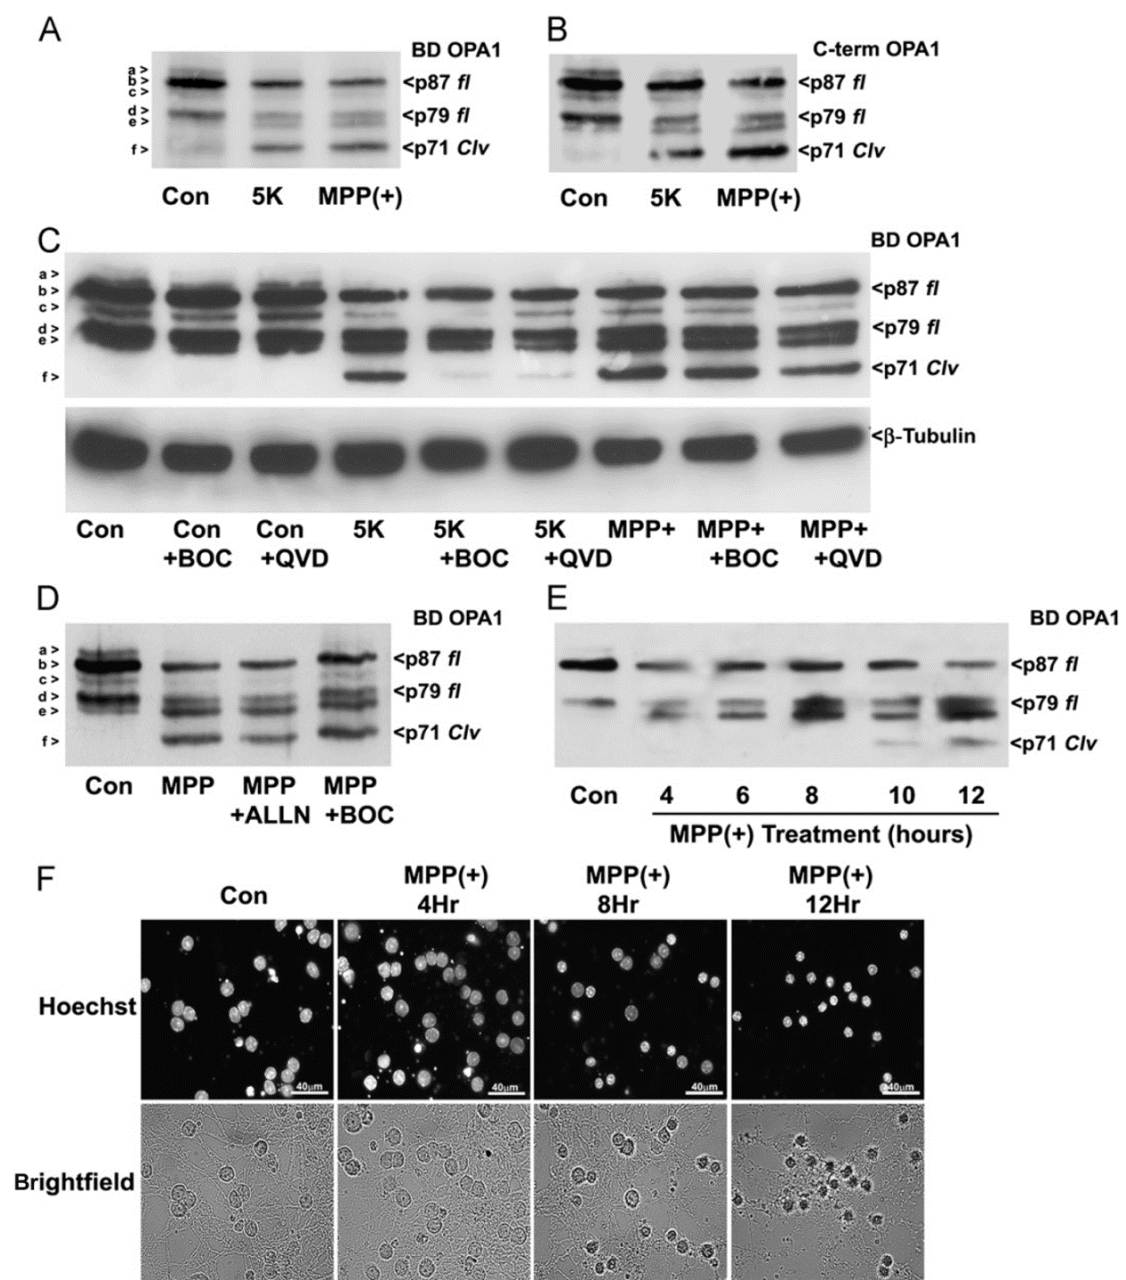 A
BD OPA1
a >
b >
c >
d >
e >
f >
<p87 fl
<p79 fl
<p71 Clv
Con 5K MPP(+)
B
C-term OPA1
<p87 fl
<p79 fl
<p71 Clv
Con 5K MPP(+)
C
BD OPA1
a >
b >
c >
d >
e >
f >
<p87 fl
<p79 fl
<p71 Clv
<β-Tubulin
Con Con Con 5K 5K 5K MPP+ MPP+ MPP+
+BOC +QVD +BOC +QVD +BOC +QVD
D
BD OPA1
a >
b >
c >
d >
e >
f >
<p87 fl
<p79 fl
<p71 Clv
Con MPP MPP MPP
+ALLN +BOC
E
BD OPA1
<p87 fl
<p79 fl
<p71 Clv
Con 4 6 8 10 12
MPP(+) Treatment (hours)
F
Con MPP(+) MPP(+) MPP(+)
4Hr 8Hr 12Hr
Hoechst
40µm 40µm 40µm 40µm
Brightfield